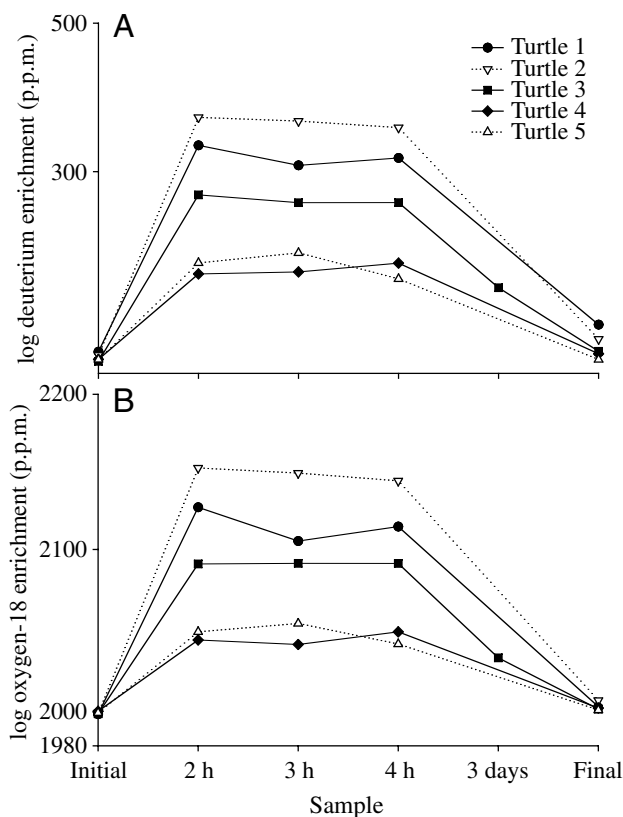 A
500
300
log deuterium enrichment (p.p.m.)
Turtle 1
Turtle 2
Turtle 3
Turtle 4
Turtle 5
B
2200
2100
2000
1980
log oxygen-18 enrichment (p.p.m.)
Initial 2 h 3 h 4 h 3 days Final
Sample